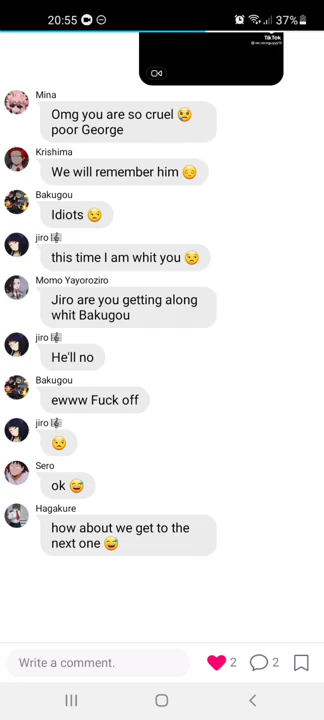 20:55
37%
TikTok
Mina
Omg you are so cruel 😢
poor George
Krishima
We will remember him 😔
Bakugou
Idiots 😒
jiro 🎼
this time I am whit you 😒
Momo Yayoroziro
Jiro are you getting along
whit Bakugou
jiro 🎼
He'll no
Bakugou
ewww Fuck off
jiro 🎼
😒
Sero
ok 😅
Hagakure
how about we get to the
next one 😅
Write a comment.
2
2